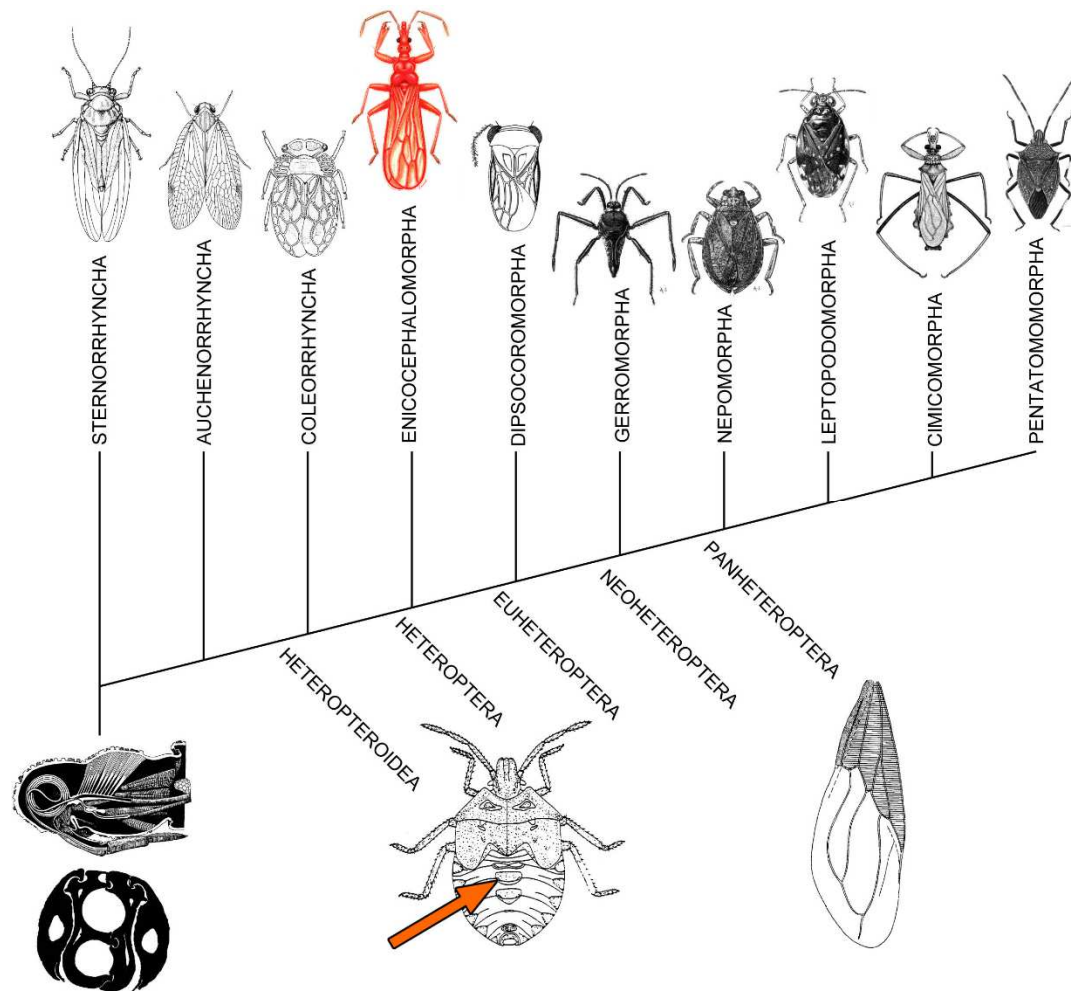 STERNORRHYNCHA
AUCHENORRHYNCHA
COLEORRHYNCHA
ENICOCEPHALOMORPHA
DIPSOCOROMORPHA
GERROMORPHA
NEPOMORPHA
LEPTOPODOMORPHA
CIMICOMORPHA
PENTATOMOMORPHA
HETEROPTEROIDEA
HETEROPTERA
EUHETEROPTERA
NEOHETEROPTERA
PANHETEROPTERA